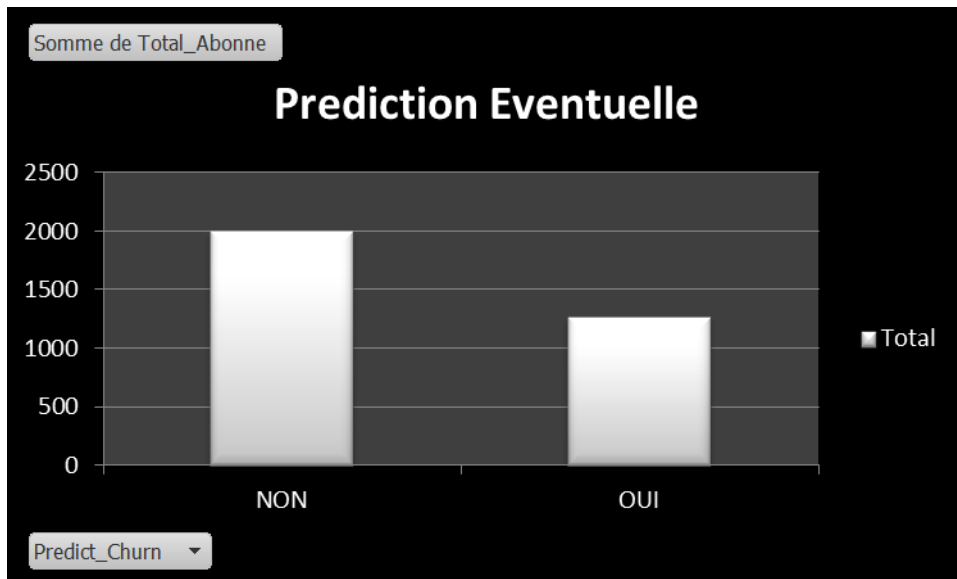 Somme de Total_Abonne
Prediction Eventuelle
2500
2000
1500
1000
500
0
NON
OUI
Total
Predict_Churn